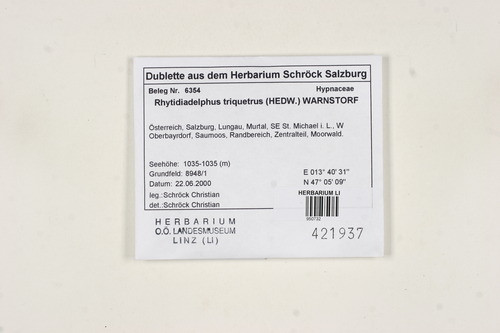 Dublette aus dem Herbarium Schröck Salzburg
Beleg Nr. 6354 Hypnaceae
Rhytidiadelphus triquetrus (HEDW.) WARNSTORF
Österreich, Salzburg, Lungau, Murtal, SE St. Michael i. L., W
Oberbayrdorf, Saumoos, Randbereich, Zentralteil, Moorwald.
Seehöhe: 1035-1035 (m)
Grundfeld: 8948/1 E 013° 40' 31"
Datum: 22.06.2000 N 47° 05' 09"
leg.:Schröck Christian HERBARIUM LI
det.:Schröck Christian
950732
HERBARIUM
O.Ö. LANDESMUSEUM
LINZ (LI)
421937